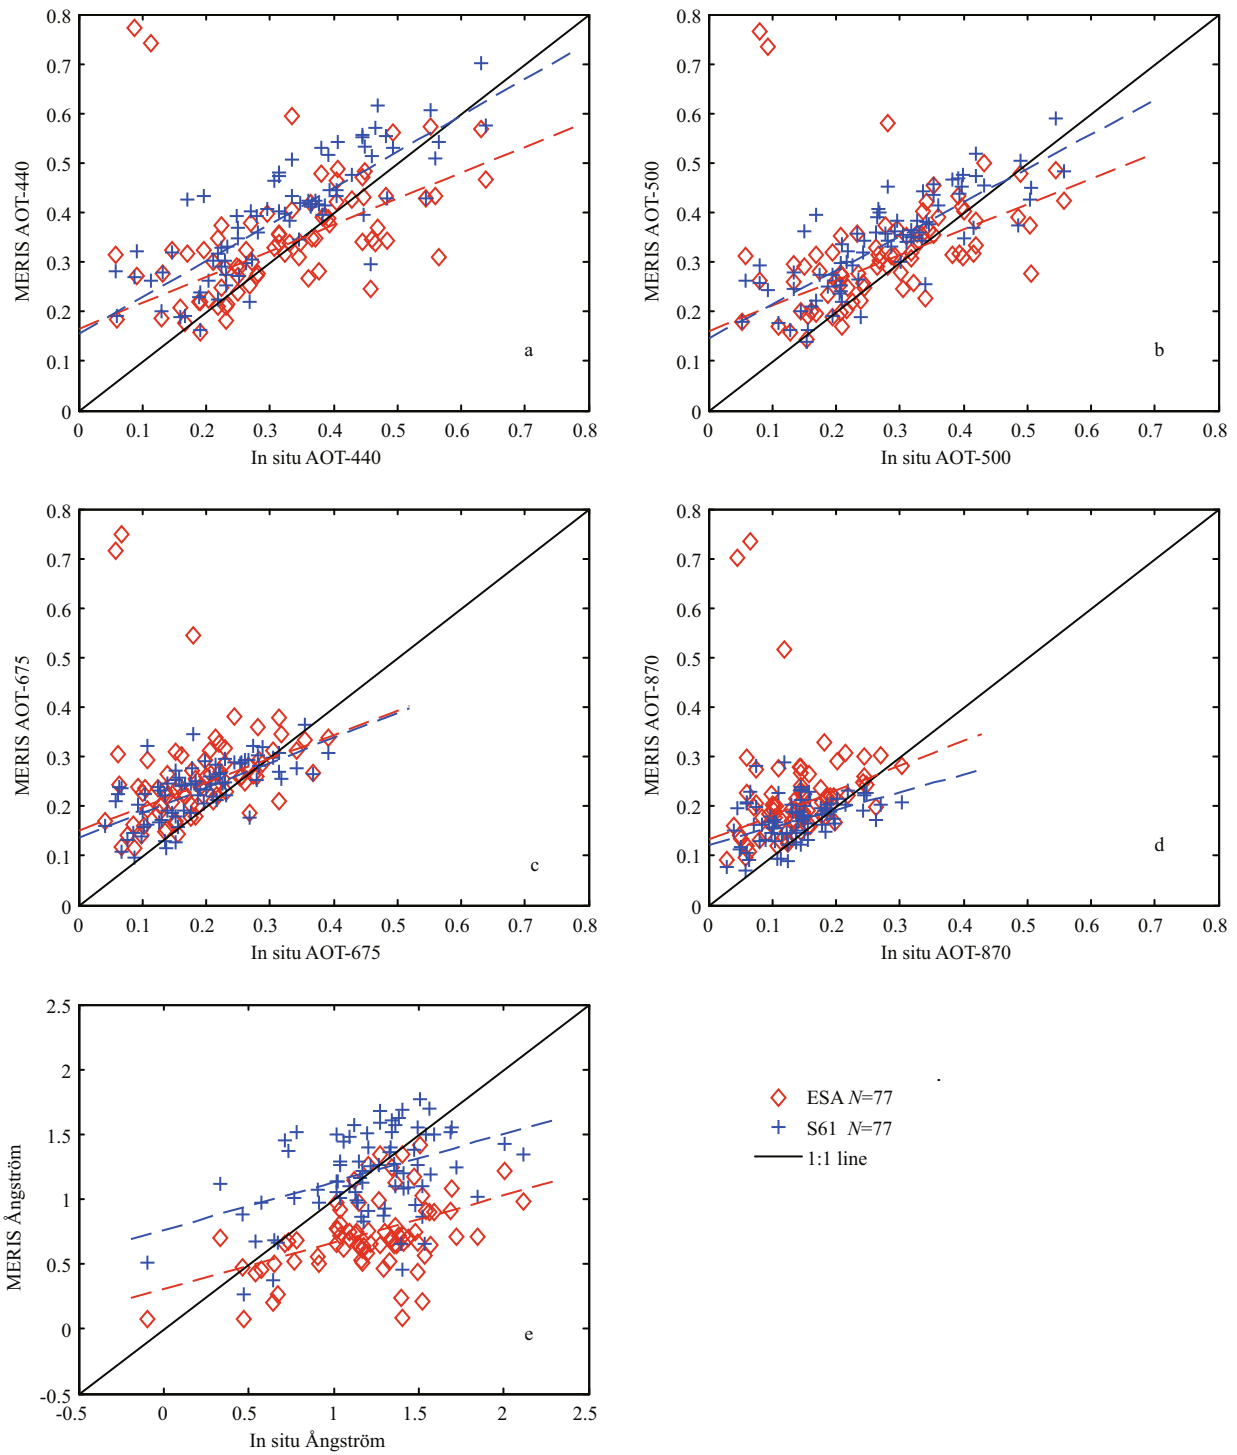 0.8
0.7
0.6
0.5
0.4
0.3
0.2
0.1
0
MERIS AOT-440
a
0 0.1 0.2 0.3 0.4 0.5 0.6 0.7 0.8
In situ AOT-440
0.8
0.7
0.6
0.5
0.4
0.3
0.2
0.1
0
MERIS AOT-500
b
0 0.1 0.2 0.3 0.4 0.5 0.6 0.7 0.8
In situ AOT-500
0.8
0.7
0.6
0.5
0.4
0.3
0.2
0.1
0
MERIS AOT-675
c
0 0.1 0.2 0.3 0.4 0.5 0.6 0.7 0.8
In situ AOT-675
0.8
0.7
0.6
0.5
0.4
0.3
0.2
0.1
0
MERIS AOT-870
d
0 0.1 0.2 0.3 0.4 0.5 0.6 0.7 0.8
In situ AOT-870
2.5
2
1.5
1
0.5
0
-0.5
MERIS Ångström
e
-0.5 0 0.5 1 1.5 2 2.5
In situ Ångström
ESA N=77
S61 N=77
1:1 line